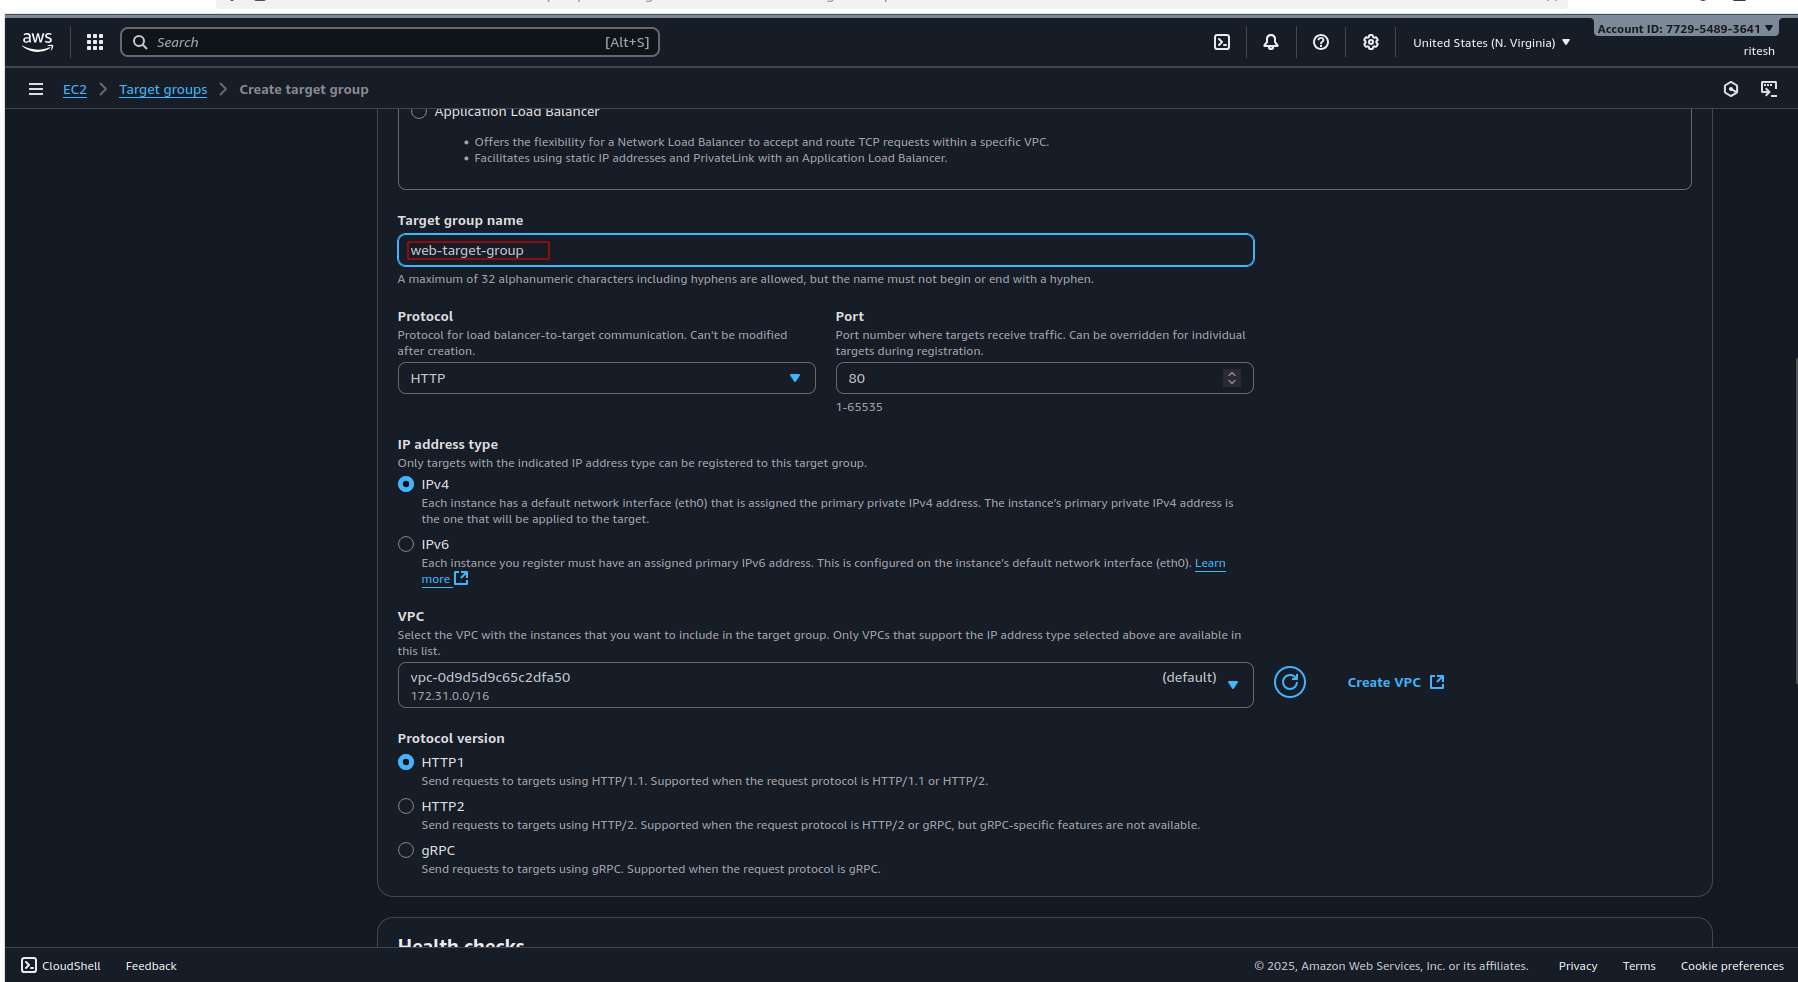 aws
Search
[Alt+S]
United States (N. Virginia)
Account ID: 7729-5489-3641
ritesh
EC2
Target groups
Create target group
Application Load Balancer
Offers the flexibility for a Network Load Balancer to accept and route TCP requests within a specific VPC.
Facilitates using static IP addresses and PrivateLink with an Application Load Balancer.
Target group name
web-target-group
A maximum of 32 alphanumeric characters including hyphens are allowed, but the name must not begin or end with a hyphen.
Protocol
Protocol for load balancer-to-target communication. Can't be modified
after creation.
HTTP
Port
Port number where targets receive traffic. Can be overridden for individual
targets during registration.
80
1-65535
IP address type
Only targets with the indicated IP address type can be registered to this target group.
IPv4
Each instance has a default network interface (eth0) that is assigned the primary private IPv4 address. The instance's primary private IPv4 address is
the one that will be applied to the target.
IPv6
Each instance you register must have an assigned primary IPv6 address. This is configured on the instance's default network interface (eth0). Learn
more
VPC
Select the VPC with the instances that you want to include in the target group. Only VPCs that support the IP address type selected above are available in
this list.
vpc-0d9d5d9c65c2dfa50
(default)
172.31.0.0/16
Create VPC
Protocol version
HTTP1
Send requests to targets using HTTP/1.1. Supported when the request protocol is HTTP/1.1 or HTTP/2.
HTTP2
Send requests to targets using HTTP/2. Supported when the request protocol is HTTP/2 or gRPC, but gRPC-specific features are not available.
gRPC
Send requests to targets using gRPC. Supported when the request protocol is gRPC.
Health checks
CloudShell
Feedback
© 2025, Amazon Web Services, Inc. or its affiliates.
Privacy
Terms
Cookie preferences